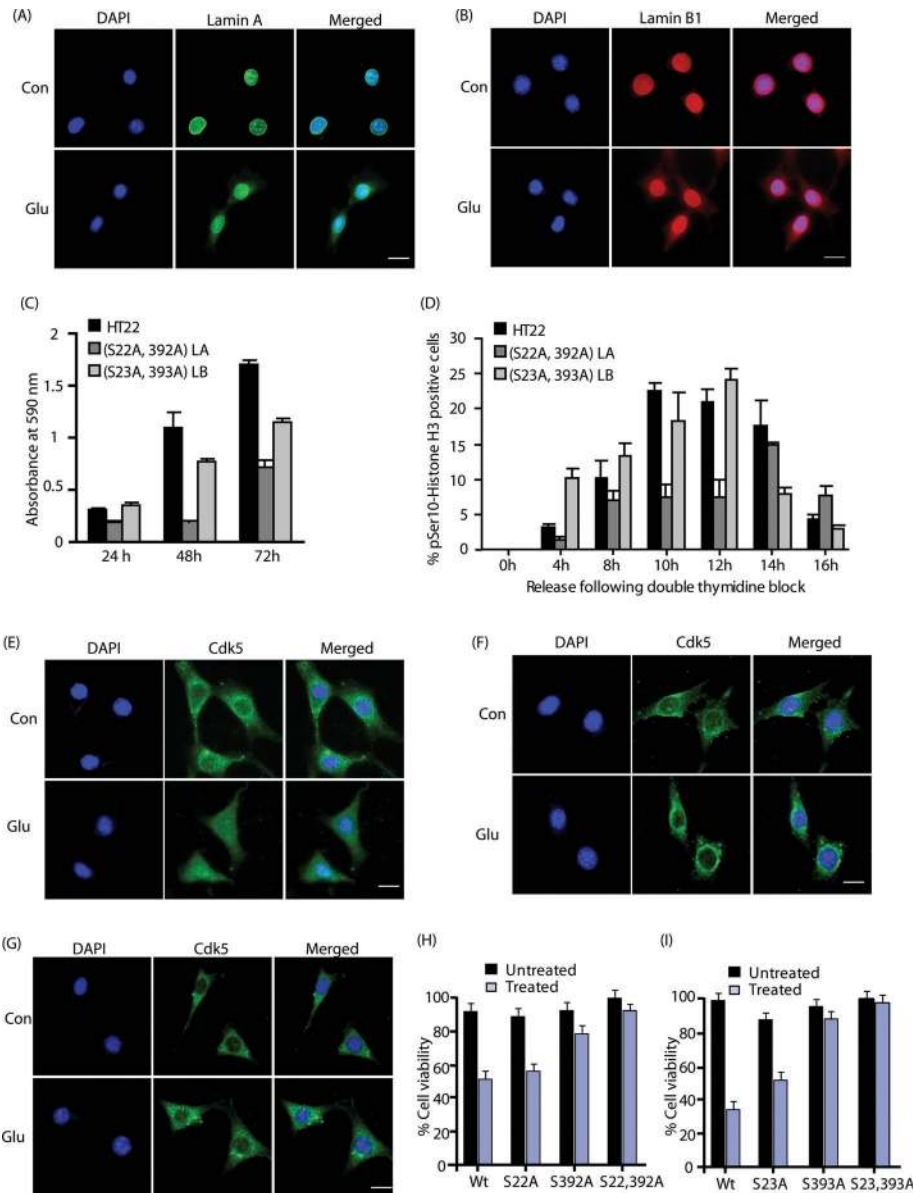 (A)
DAPI Lamin A Merged
Con
Glu
(B)
DAPI Lamin B1 Merged
Con
Glu
(C)
HT22
(S22A, 392A) LA
(S23A, 393A) LB
Absorbance at 590 nm
2
1.5
1
0.5
0
24 h 48h 72h
(D)
HT22
(S22A, 392A) LA
(S23A, 393A) LB
% pSer10-Histone H3 positive cells
30
25
20
15
10
5
0
0h 4h 8h 10h 12h 14h 16h
Release following double thymidine block
(E)
DAPI Cdk5 Merged
Con
Glu
(F)
DAPI Cdk5 Merged
Con
Glu
(G)
DAPI Cdk5 Merged
Con
Glu
(H)
Untreated
Treated
% Cell viability
100
80
60
40
20
0
Wt S22A S392A S22,392A
(I)
Untreated
Treated
% Cell viability
100
80
60
40
20
0
Wt S23A S393A S23,393A